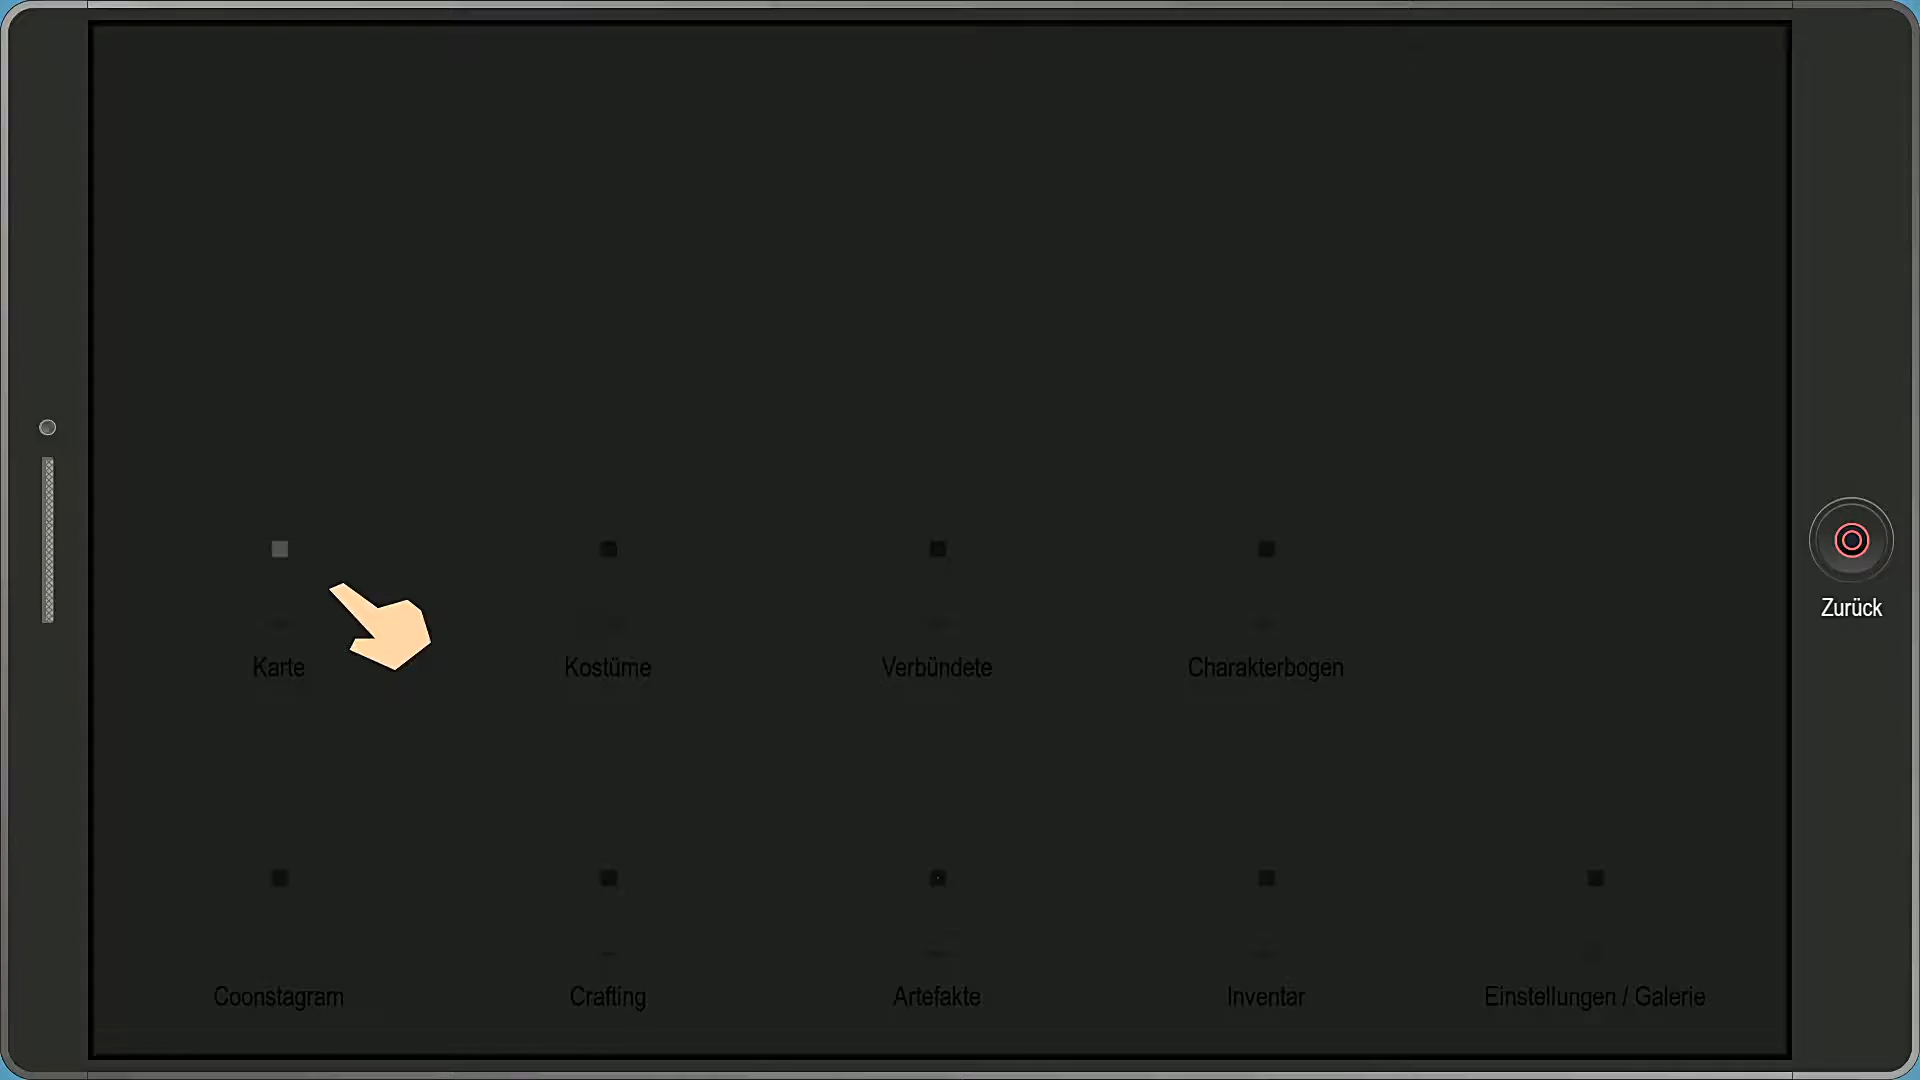 Zurück
Karte
Kostüme
Verbündete
Charakterbogen
Coonstagram
Crafting
Artefakte
Inventar
Einstellungen / Galerie